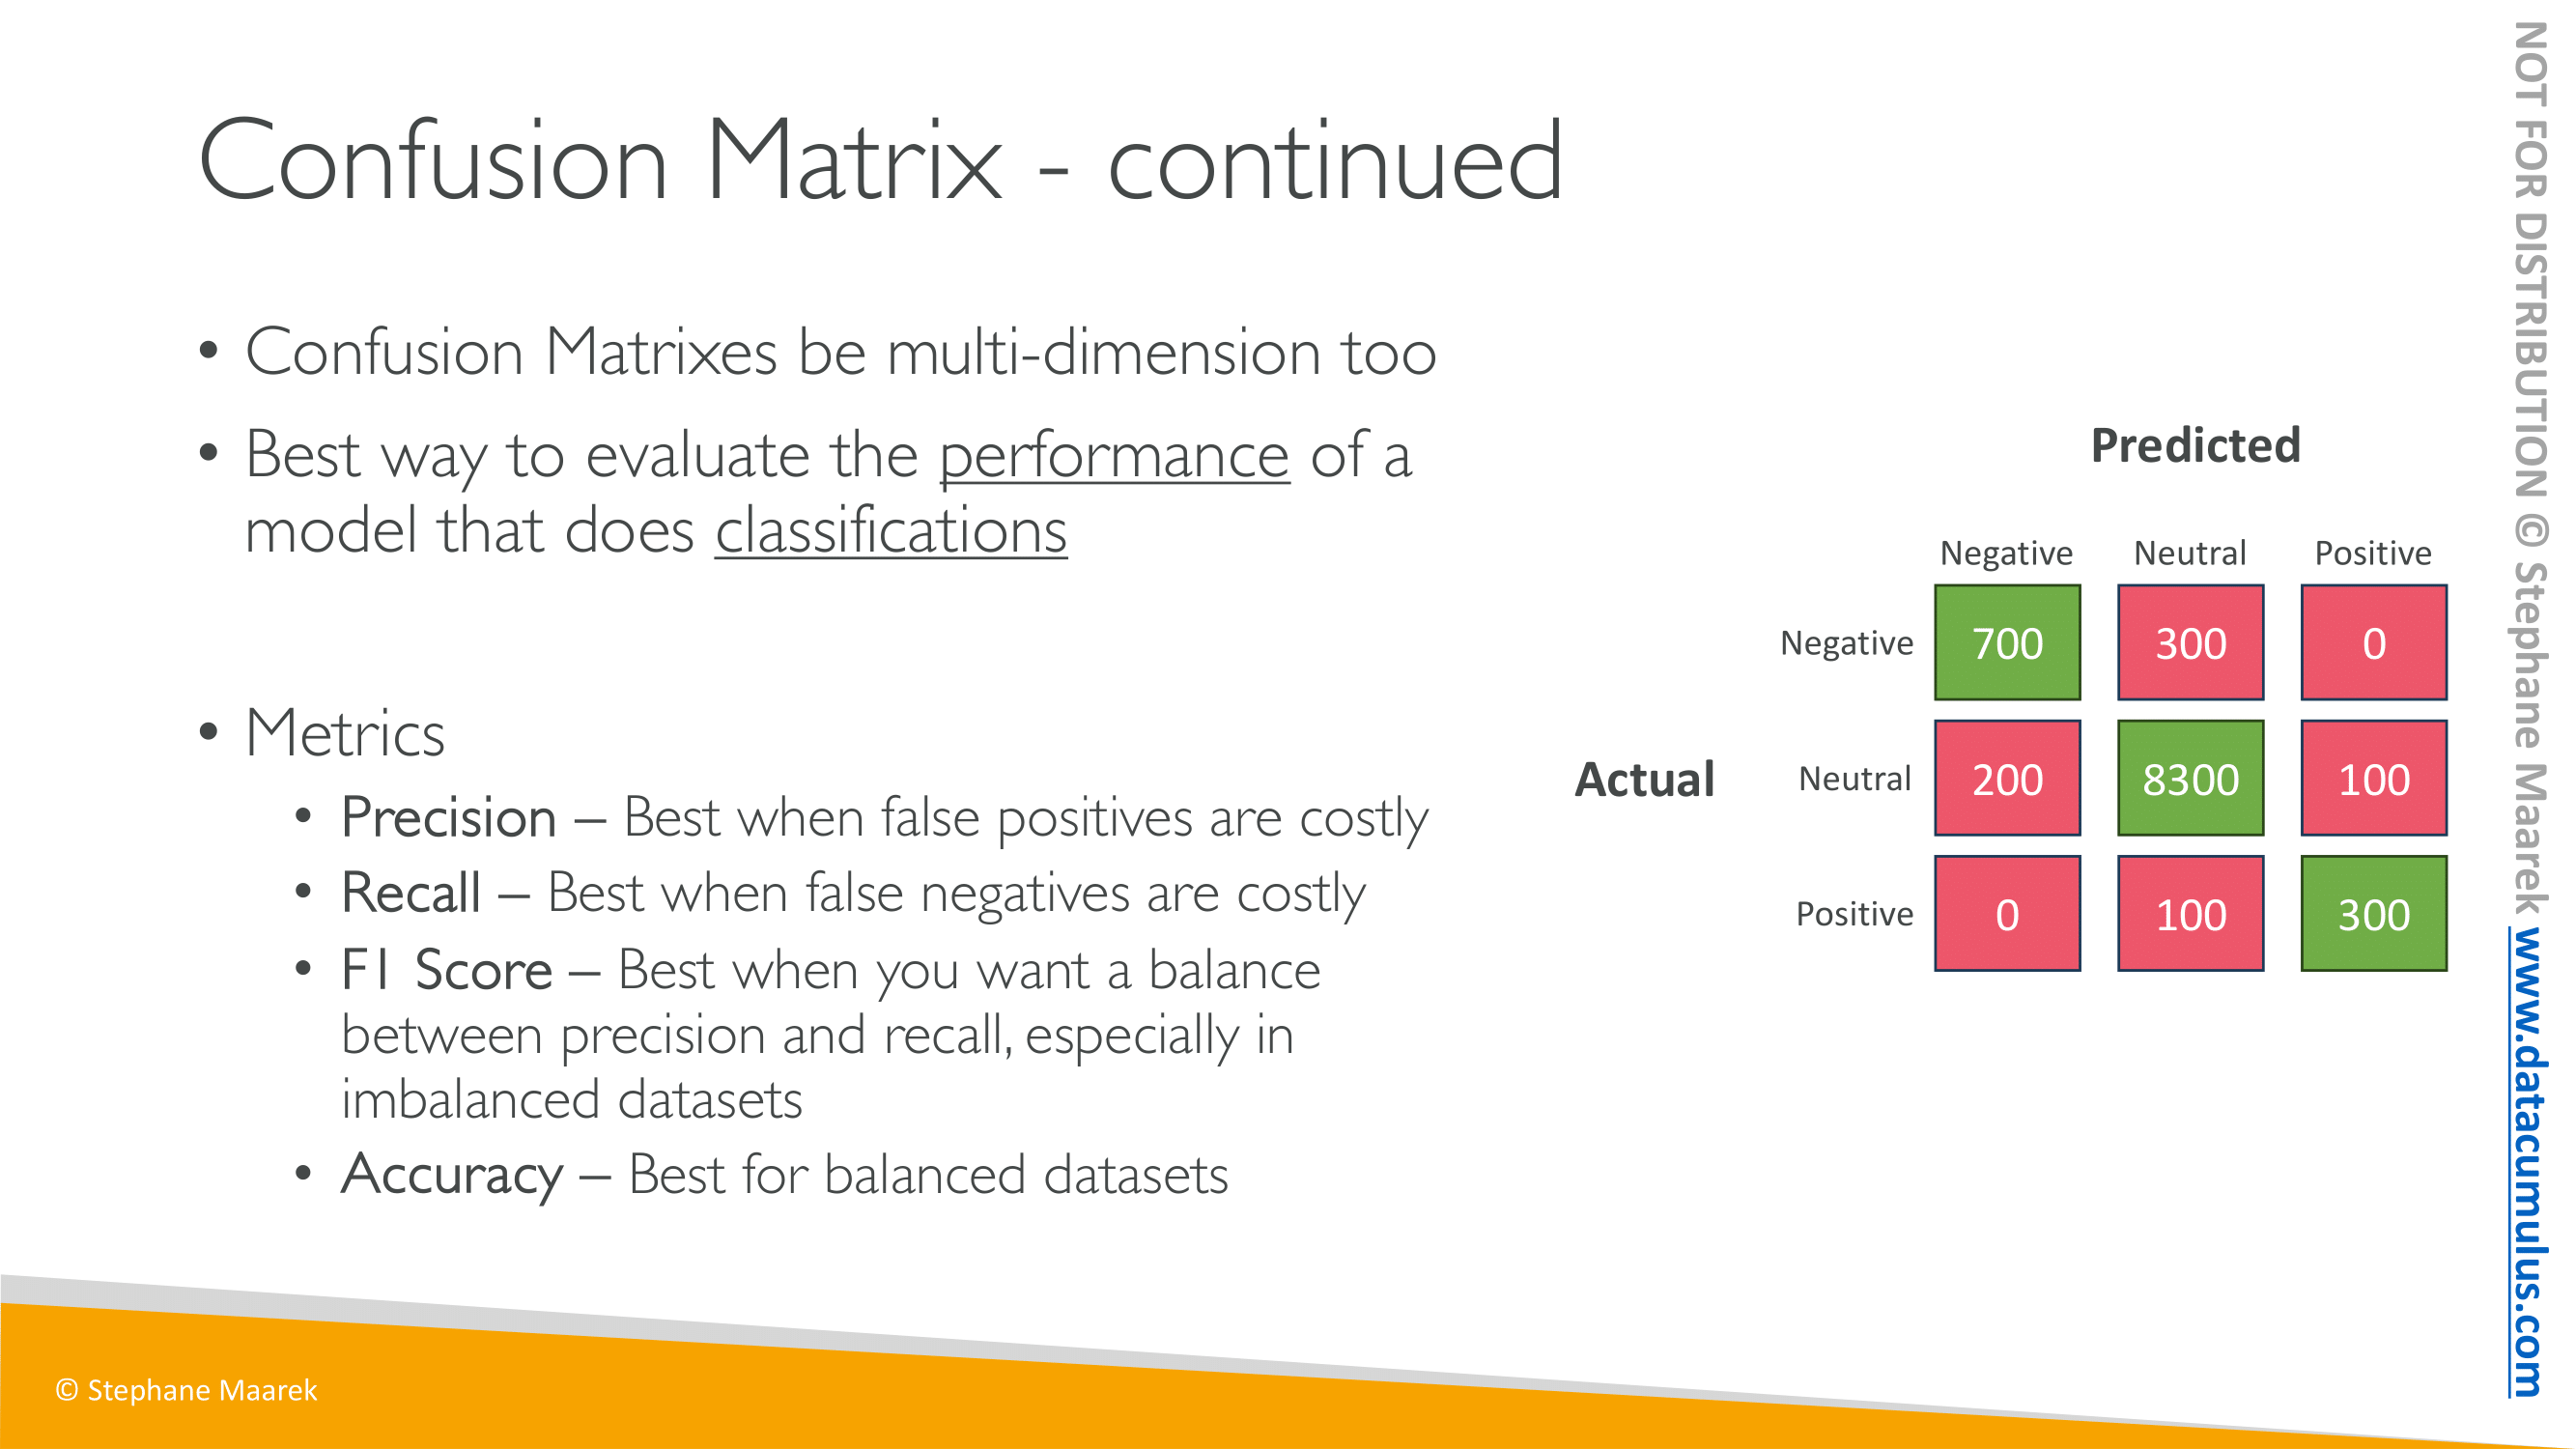 Confusion Matrix - continued
• Confusion Matrixes be multi-dimension too
• Best way to evaluate the performance of a
model that does classifications
• Metrics
• Precision – Best when false positives are costly
• Recall – Best when false negatives are costly
• F1 Score – Best when you want a balance
between precision and recall, especially in
imbalanced datasets
• Accuracy – Best for balanced datasets
Predicted
Negative Neutral Positive
Negative 700 300 0
Actual Neutral 200 8300 100
Positive 0 100 300
© Stephane Maarek
NOT FOR DISTRIBUTION © Stephane Maarek www.datacumulus.com